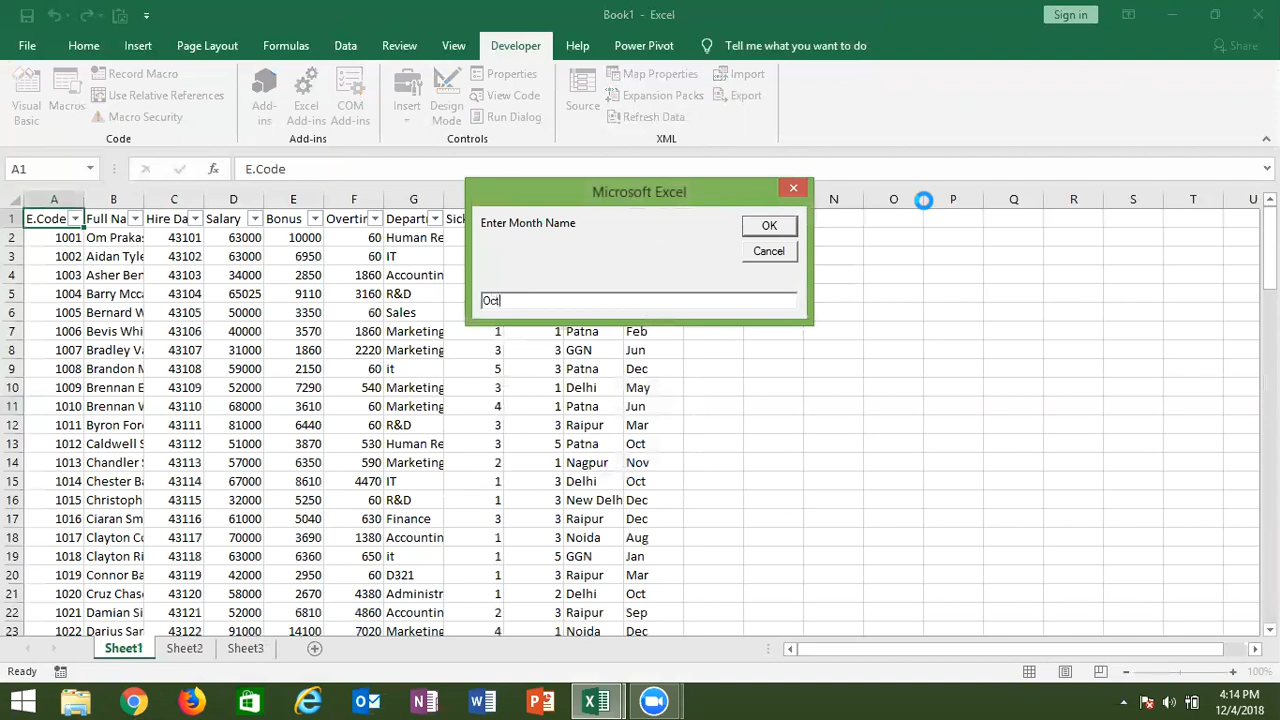 Book1 - Excel
Sign in
File Home Insert Page Layout Formulas Data Review View Developer Help Power Pivot Tell me what you want to do Share
Visual Basic
Macros
Record Macro
Use Relative References
Macro Security
Code
Add-ins
Excel Add-ins
COM Add-ins
Add-ins
Insert
Design Mode
Properties
View Code
Run Dialog
Controls
Source
Map Properties
Expansion Packs
Refresh Data
Import
Export
XML
A1 fx E.Code
A B C D E F G N O P Q R S T U
1 E.Code Full Na Hire Da Salary Bonus Overtin Depart Sick
2 1001 Om Prakas 43101 63000 10000 60 Human Re
3 1002 Aidan Tyle 43102 63000 6950 60 IT
4 1003 Asher Ben 43103 34000 2850 1860 Accountin
5 1004 Barry Mcc 43104 65025 9110 3160 R&D
6 1005 Bernard W 43105 50000 3350 60 Sales
7 1006 Bevis Whi 43106 40000 3570 1860 Marketing 1 1 Patna Feb
8 1007 Bradley Va 43107 31000 1860 2220 Marketing 3 3 GGN Jun
9 1008 Brandon M 43108 59000 2150 60 it 5 3 Patna Dec
10 1009 Brennan E 43109 52000 7290 540 Marketing 3 1 Delhi May
11 1010 Brennan W 43110 68000 3610 60 Marketing 4 1 Patna Jun
12 1011 Byron For 43111 81000 6440 60 R&D 3 3 Raipur Mar
13 1012 Caldwell S 43112 51000 3870 530 Human Re 3 5 Patna Oct
14 1013 Chandler S 43113 57000 6350 590 Marketing 2 1 Nagpur Nov
15 1014 Chester Ba 43114 67000 8610 4470 IT 1 3 Delhi Oct
16 1015 Christoph 43115 32000 5250 60 R&D 1 3 New Delh Dec
17 1016 Ciaran Sm 43116 61000 5040 630 Finance 3 3 Raipur Dec
18 1017 Clayton Co 43117 70000 3690 1380 Accountin 1 3 Noida Aug
19 1018 Clayton Ri 43118 63000 6360 650 it 1 5 GGN Jan
20 1019 Connor Ba 43119 42000 2950 60 D321 1 3 Raipur Mar
21 1020 Cruz Chas 43120 58000 2670 4380 Administr 1 2 Delhi Oct
22 1021 Damian Si 43121 52000 6810 4860 Accountin 2 3 Raipur Sep
23 1022 Darius San 43122 91000 14100 7020 Marketing 4 1 Noida Dec
Microsoft Excel
Enter Month Name
OK
Cancel
Oct
Sheet1 Sheet2 Sheet3
Ready 100%
4:14 PM
12/4/2018